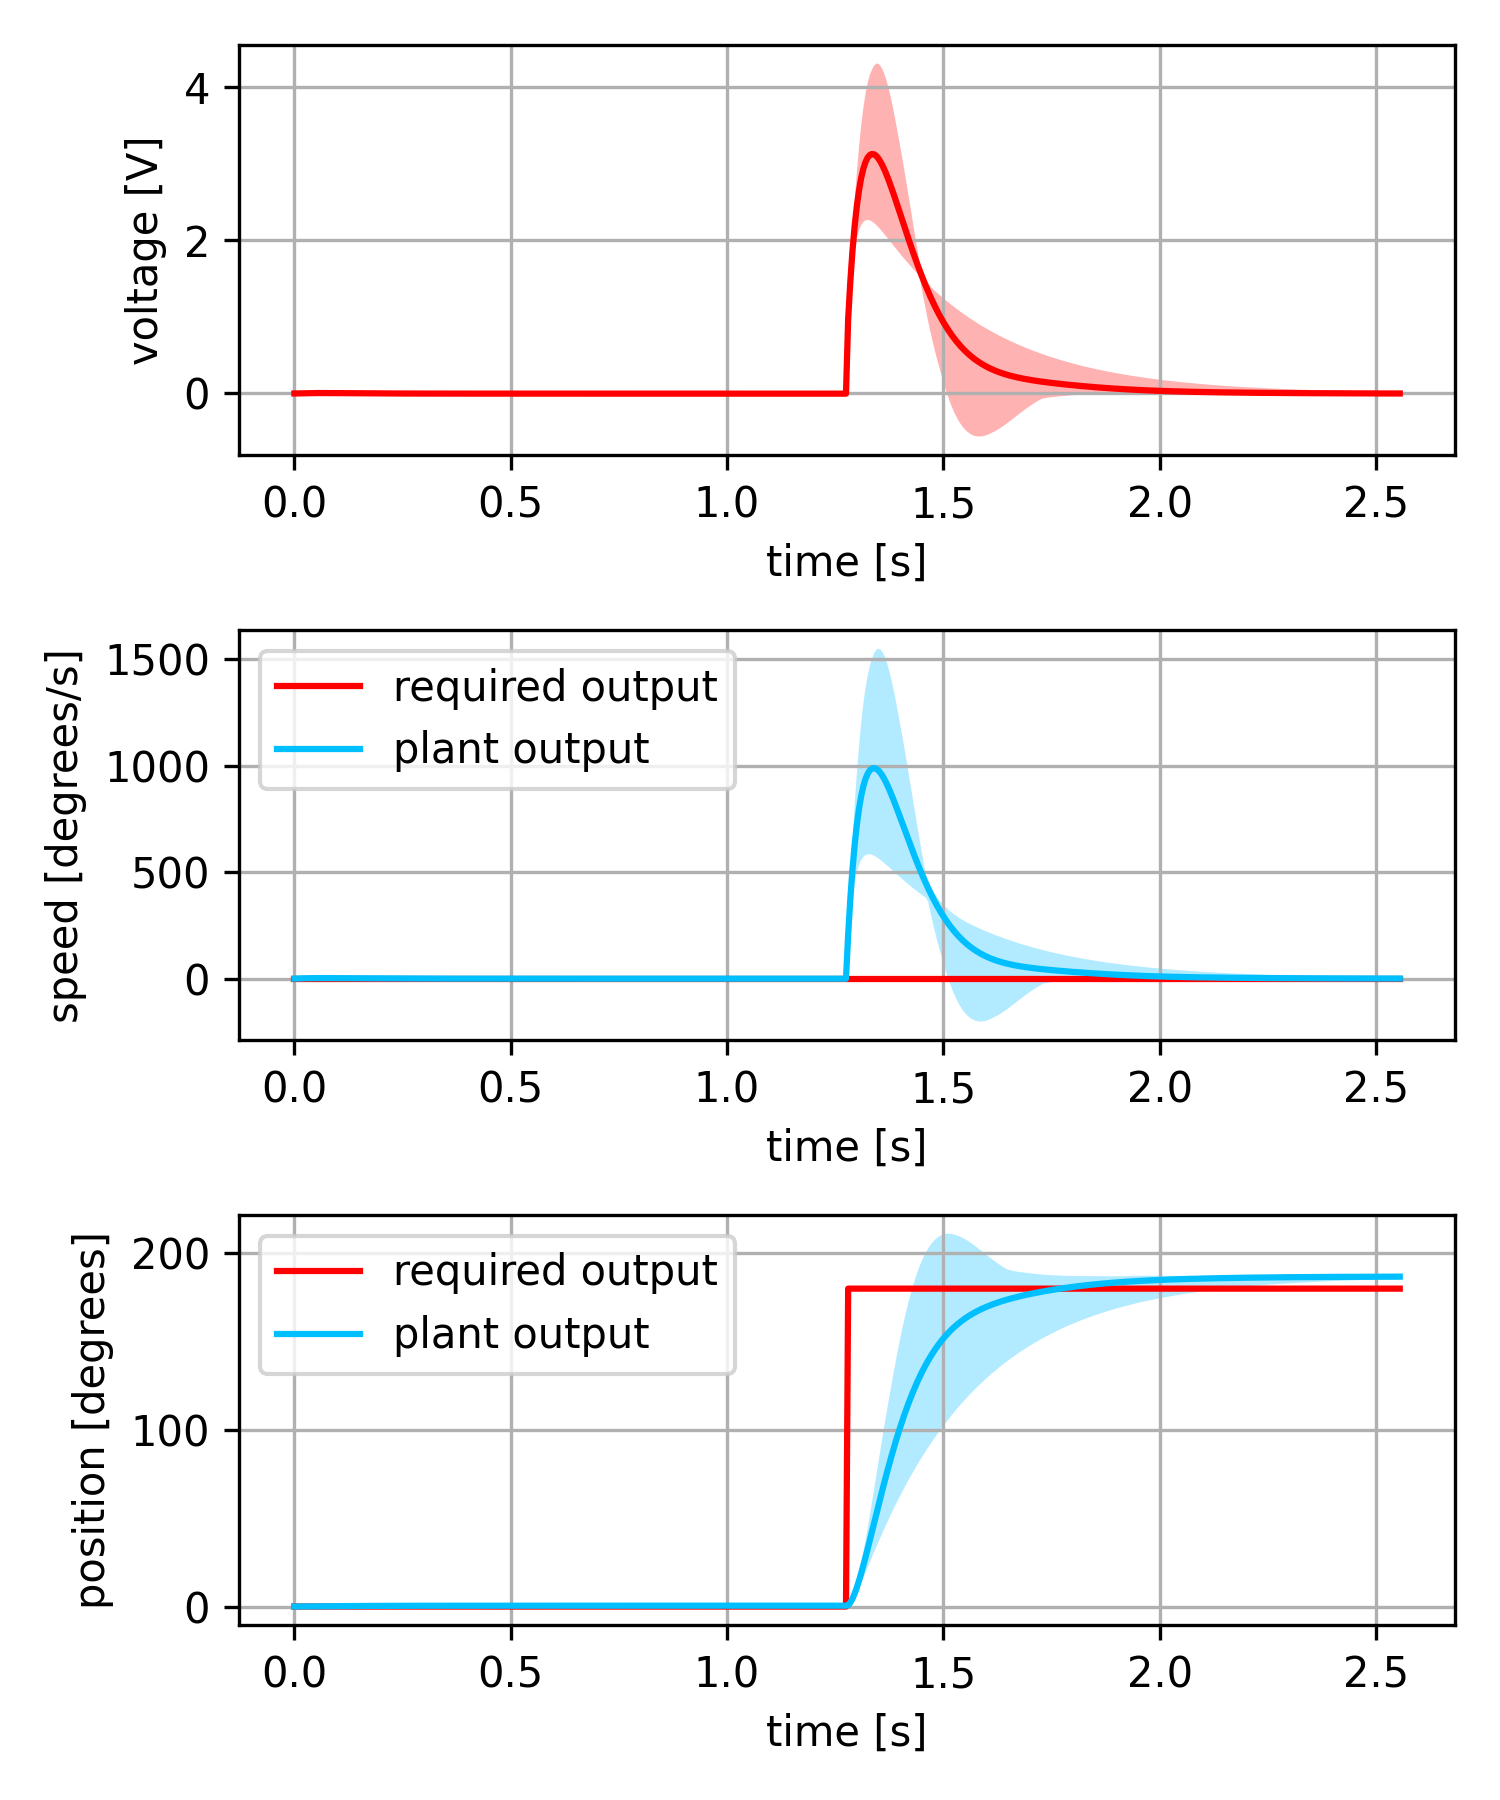 4
2
0
voltage [V]
0.0 0.5 1.0 1.5 2.0 2.5
time [s]
1500
1000
500
0
speed [degrees/s]
required output
plant output
0.0 0.5 1.0 1.5 2.0 2.5
time [s]
200
100
0
position [degrees]
required output
plant output
0.0 0.5 1.0 1.5 2.0 2.5
time [s]